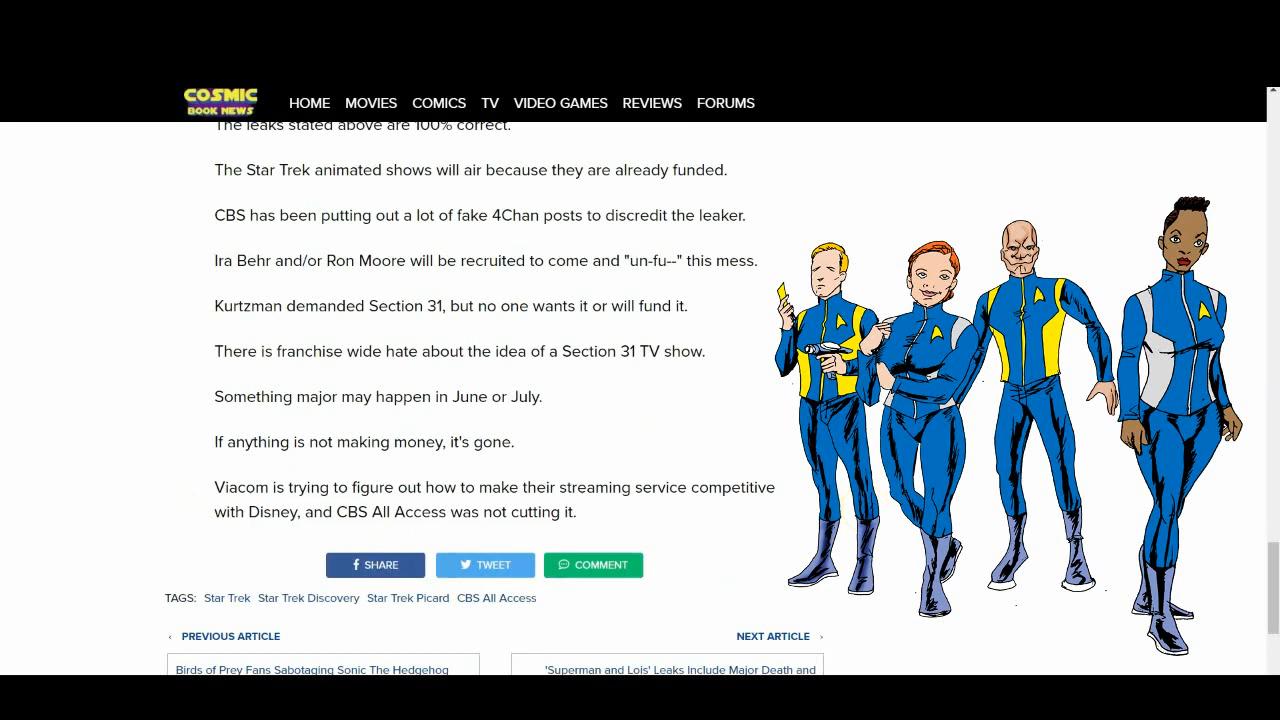 COSMIC
BOOK NEWS
HOME MOVIES COMICS TV VIDEO GAMES REVIEWS FORUMS
The leaks stated above are 100% correct.
The Star Trek animated shows will air because they are already funded.
CBS has been putting out a lot of fake 4Chan posts to discredit the leaker.
Ira Behr and/or Ron Moore will be recruited to come and "un-fu--" this mess.
Kurtzman demanded Section 31, but no one wants it or will fund it.
There is franchise wide hate about the idea of a Section 31 TV show.
Something major may happen in June or July.
If anything is not making money, it's gone.
Viacom is trying to figure out how to make their streaming service competitive
with Disney, and CBS All Access was not cutting it.
SHARE TWEET COMMENT
TAGS: Star Trek Star Trek Discovery Star Trek Picard CBS All Access
‹ PREVIOUS ARTICLE NEXT ARTICLE ›
Birds of Prey Fans Sabotaging Sonic The Hedgehog 'Superman and Lois' Leaks Include Major Death and